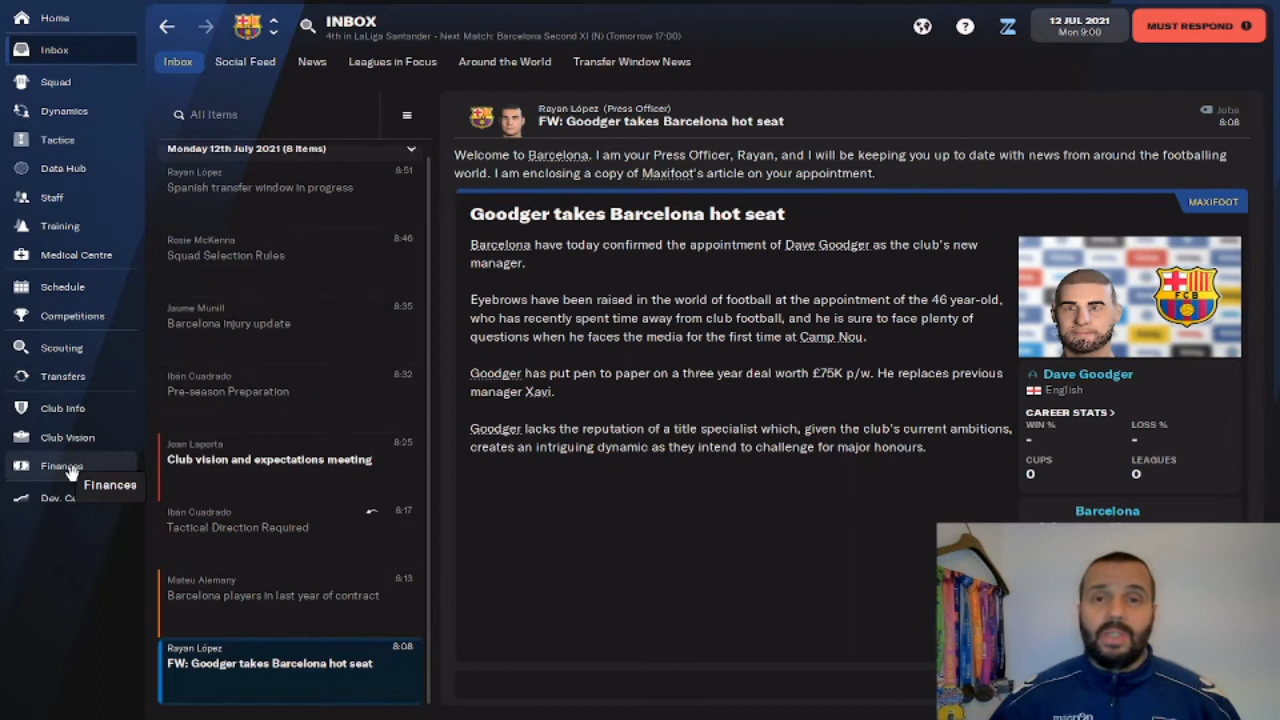 Home
Inbox
Squad
Dynamics
Tactics
Data Hub
Staff
Training
Medical Centre
Schedule
Competitions
Scouting
Transfers
Club Info
Club Vision
Finances
Finances
Dev. C
INBOX
4th in LaLiga Santander - Next Match: Barcelona Second XI (N) (Tomorrow 17:00)
12 JUL 2021
Mon 9:00
MUST RESPOND
Inbox
Social Feed
News
Leagues in Focus
Around the World
Transfer Window News
All Items
Monday 12th July 2021 (8 Items)
Rayan López 8:51
Spanish transfer window in progress
Rosie McKenna 8:46
Squad Selection Rules
Jaume Munill 8:35
Barcelona injury update
Ibán Cuadrado 8:32
Pre-season Preparation
Joan Laporta 8:25
Club vision and expectations meeting
Ibán Cuadrado 8:17
Tactical Direction Required
Mateu Alemany 8:13
Barcelona players in last year of contract
Rayan López 8:08
FW: Goodger takes Barcelona hot seat
Rayan López (Press Officer)
FW: Goodger takes Barcelona hot seat
Jobs
8:08
Welcome to Barcelona. I am your Press Officer, Rayan, and I will be keeping you up to date with news from around the footballing
world. I am enclosing a copy of Maxifoot's article on your appointment.
MAXIFOOT
Goodger takes Barcelona hot seat
Barcelona have today confirmed the appointment of Dave Goodger as the club's new
manager.
Eyebrows have been raised in the world of football at the appointment of the 46 year-old,
who has recently spent time away from club football, and he is sure to face plenty of
questions when he faces the media for the first time at Camp Nou.
Goodger has put pen to paper on a three year deal worth £75K p/w. He replaces previous
manager Xavi.
Goodger lacks the reputation of a title specialist which, given the club's current ambitions,
creates an intriguing dynamic as they intend to challenge for major honours.
FCB
Dave Goodger
English
CAREER STATS >
WIN % LOSS %
- -
CUPS LEAGUES
0 0
Barcelona
macron